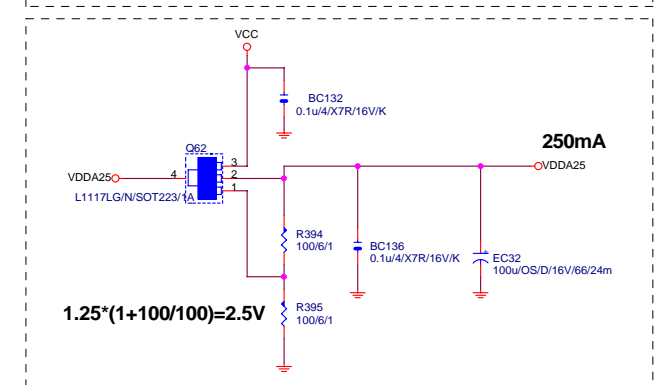 VCC
BC132
0.1u/4/X7R/16V/K
Q62
3
250mA
VDDA25
4
2
VDDA25
1
L1117LG/N/SOT223/1A
R394
100/6/1
BC136
0.1u/4/X7R/16V/K
EC32
100u/OS/D/16V/66/24m
1.25*(1+100/100)=2.5V
R395
100/6/1